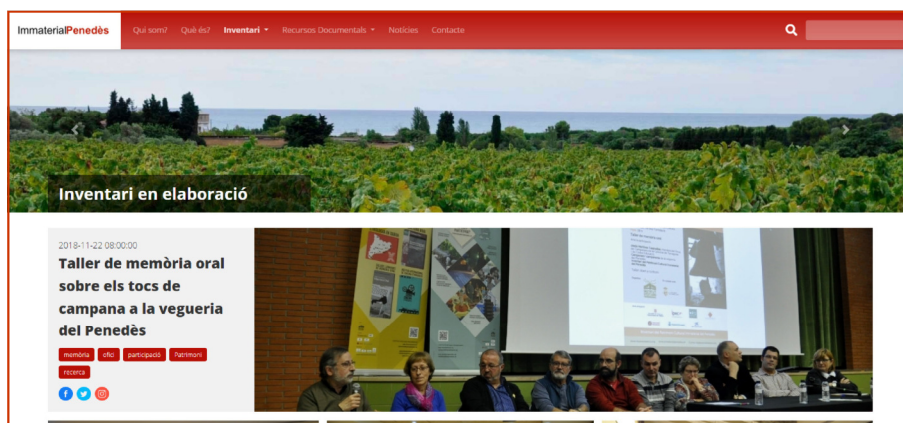 ImmaterialPenedès
Qui som? Què és? Inventari Recursos Documentals Notícies Contacte
Inventari en elaboració
2018-11-22 08:00:00
Taller de memòria oral
sobre els tocs de
campana a la vegueria
del Penedès
memòria ofici participació Patrimoni
recerca